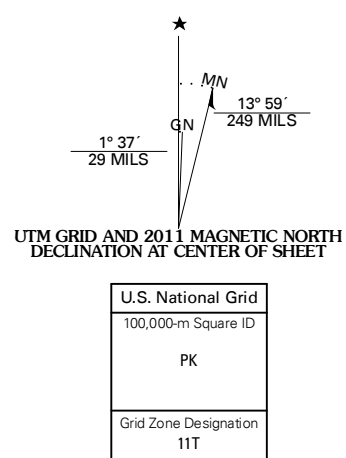 MN
13° 59´
249 MILS
GN
1° 37´
29 MILS
UTM GRID AND 2011 MAGNETIC NORTH
DECLINATION AT CENTER OF SHEET
U.S. National Grid
100,000-m Square ID
PK
Grid Zone Designation
11T